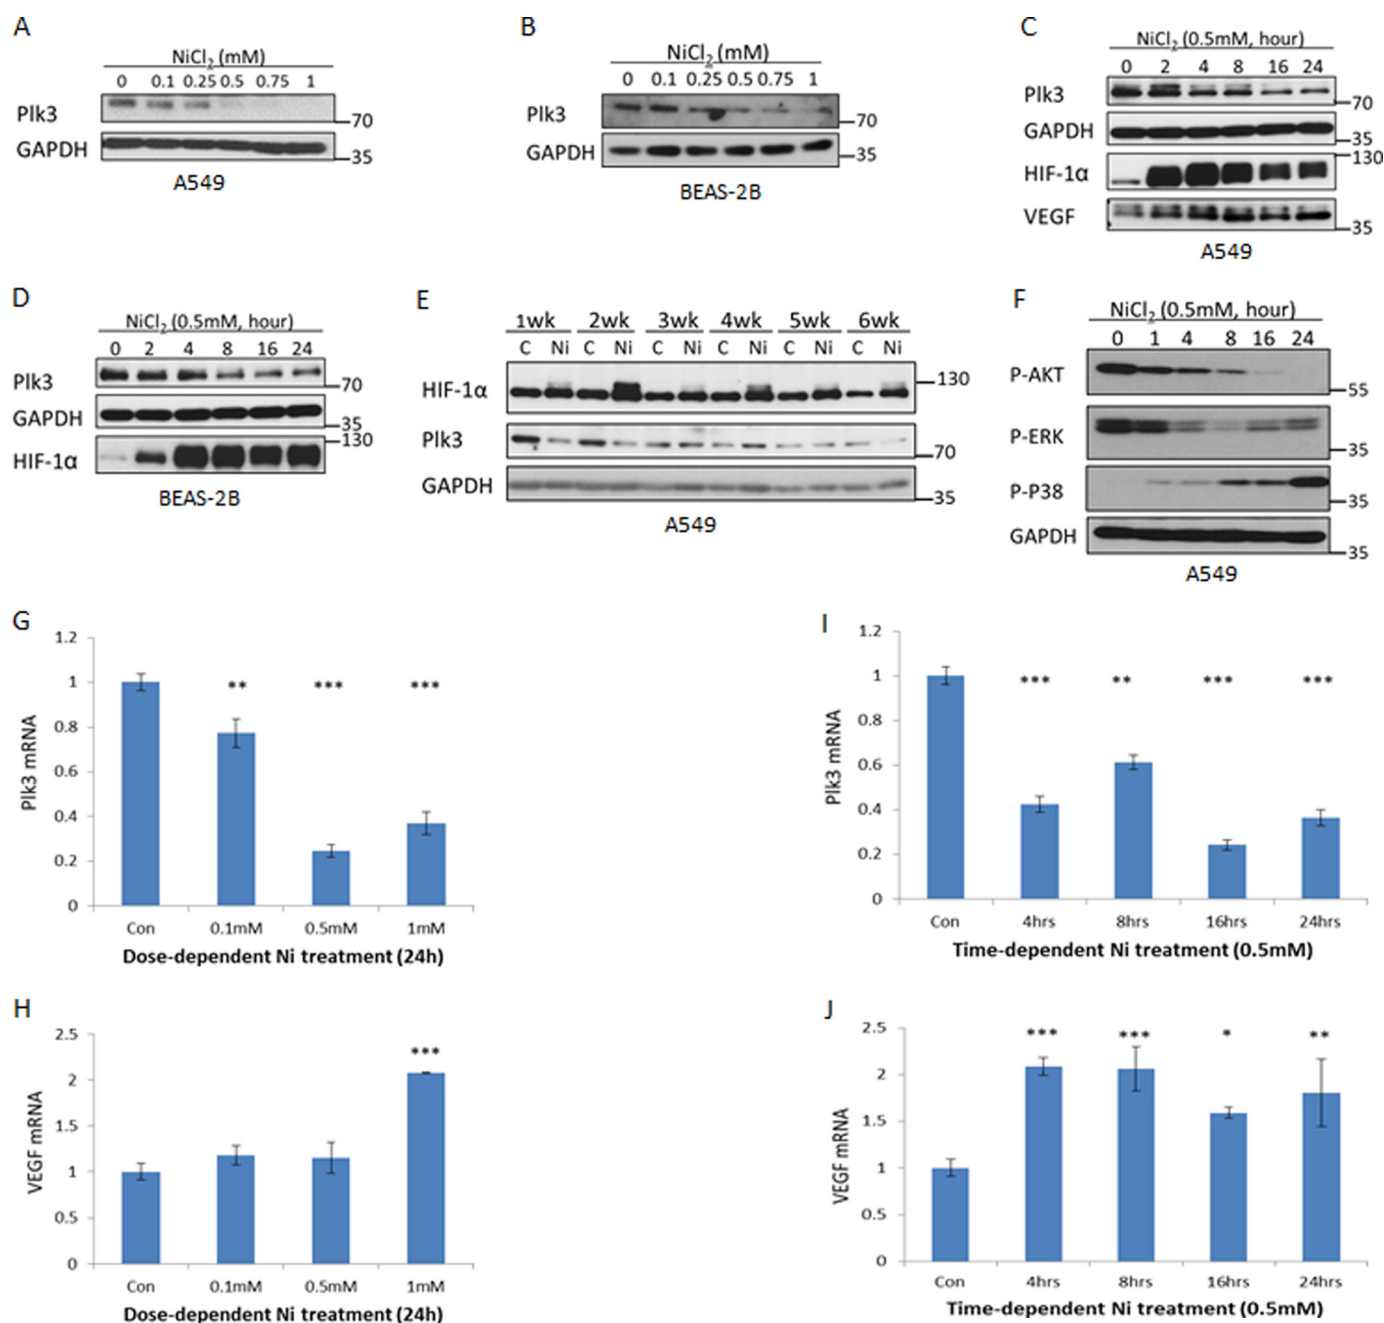 A
NiCl2 (mM)
0 0.1 0.25 0.5 0.75 1
Plk3
70
GAPDH
35
A549
B
NiCl2 (mM)
0 0.1 0.25 0.5 0.75 1
Plk3
70
GAPDH
35
BEAS-2B
C
NiCl2 (0.5mM, hour)
0 2 4 8 16 24
Plk3
70
GAPDH
35
130
HIF-1α
VEGF
35
A549
D
NiCl2 (0.5mM, hour)
0 2 4 8 16 24
Plk3
70
GAPDH
35
130
HIF-1α
BEAS-2B
E
1wk 2wk 3wk 4wk 5wk 6wk
C Ni C Ni C Ni C Ni C Ni C Ni
130
HIF-1α
Plk3
70
GAPDH
35
A549
F
NiCl2 (0.5mM, hour)
0 1 4 8 16 24
P-AKT
55
P-ERK
35
P-P38
35
GAPDH
35
A549
G
1.2
1
0.8
0.6
0.4
0.2
0
Plk3 mRNA
** *** ***
Con 0.1mM 0.5mM 1mM
Dose-dependent Ni treatment (24h)
I
1.2
1
0.8
0.6
0.4
0.2
0
Plk3 mRNA
*** ** *** ***
Con 4hrs 8hrs 16hrs 24hrs
Time-dependent Ni treatment (0.5mM)
H
2.5
2
1.5
1
0.5
0
VEGF mRNA
***
Con 0.1mM 0.5mM 1mM
Dose-dependent Ni treatment (24h)
J
2.5
2
1.5
1
0.5
0
VEGF mRNA
*** *** * **
Con 4hrs 8hrs 16hrs 24hrs
Time-dependent Ni treatment (0.5mM)